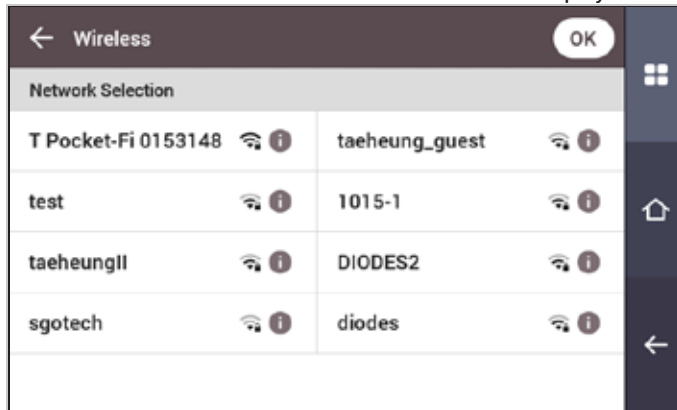 Wireless
OK
Network Selection
T Pocket-Fi 0153148
taeheung_guest
test
1015-1
taeheungII
DIODES2
sgotech
diodes